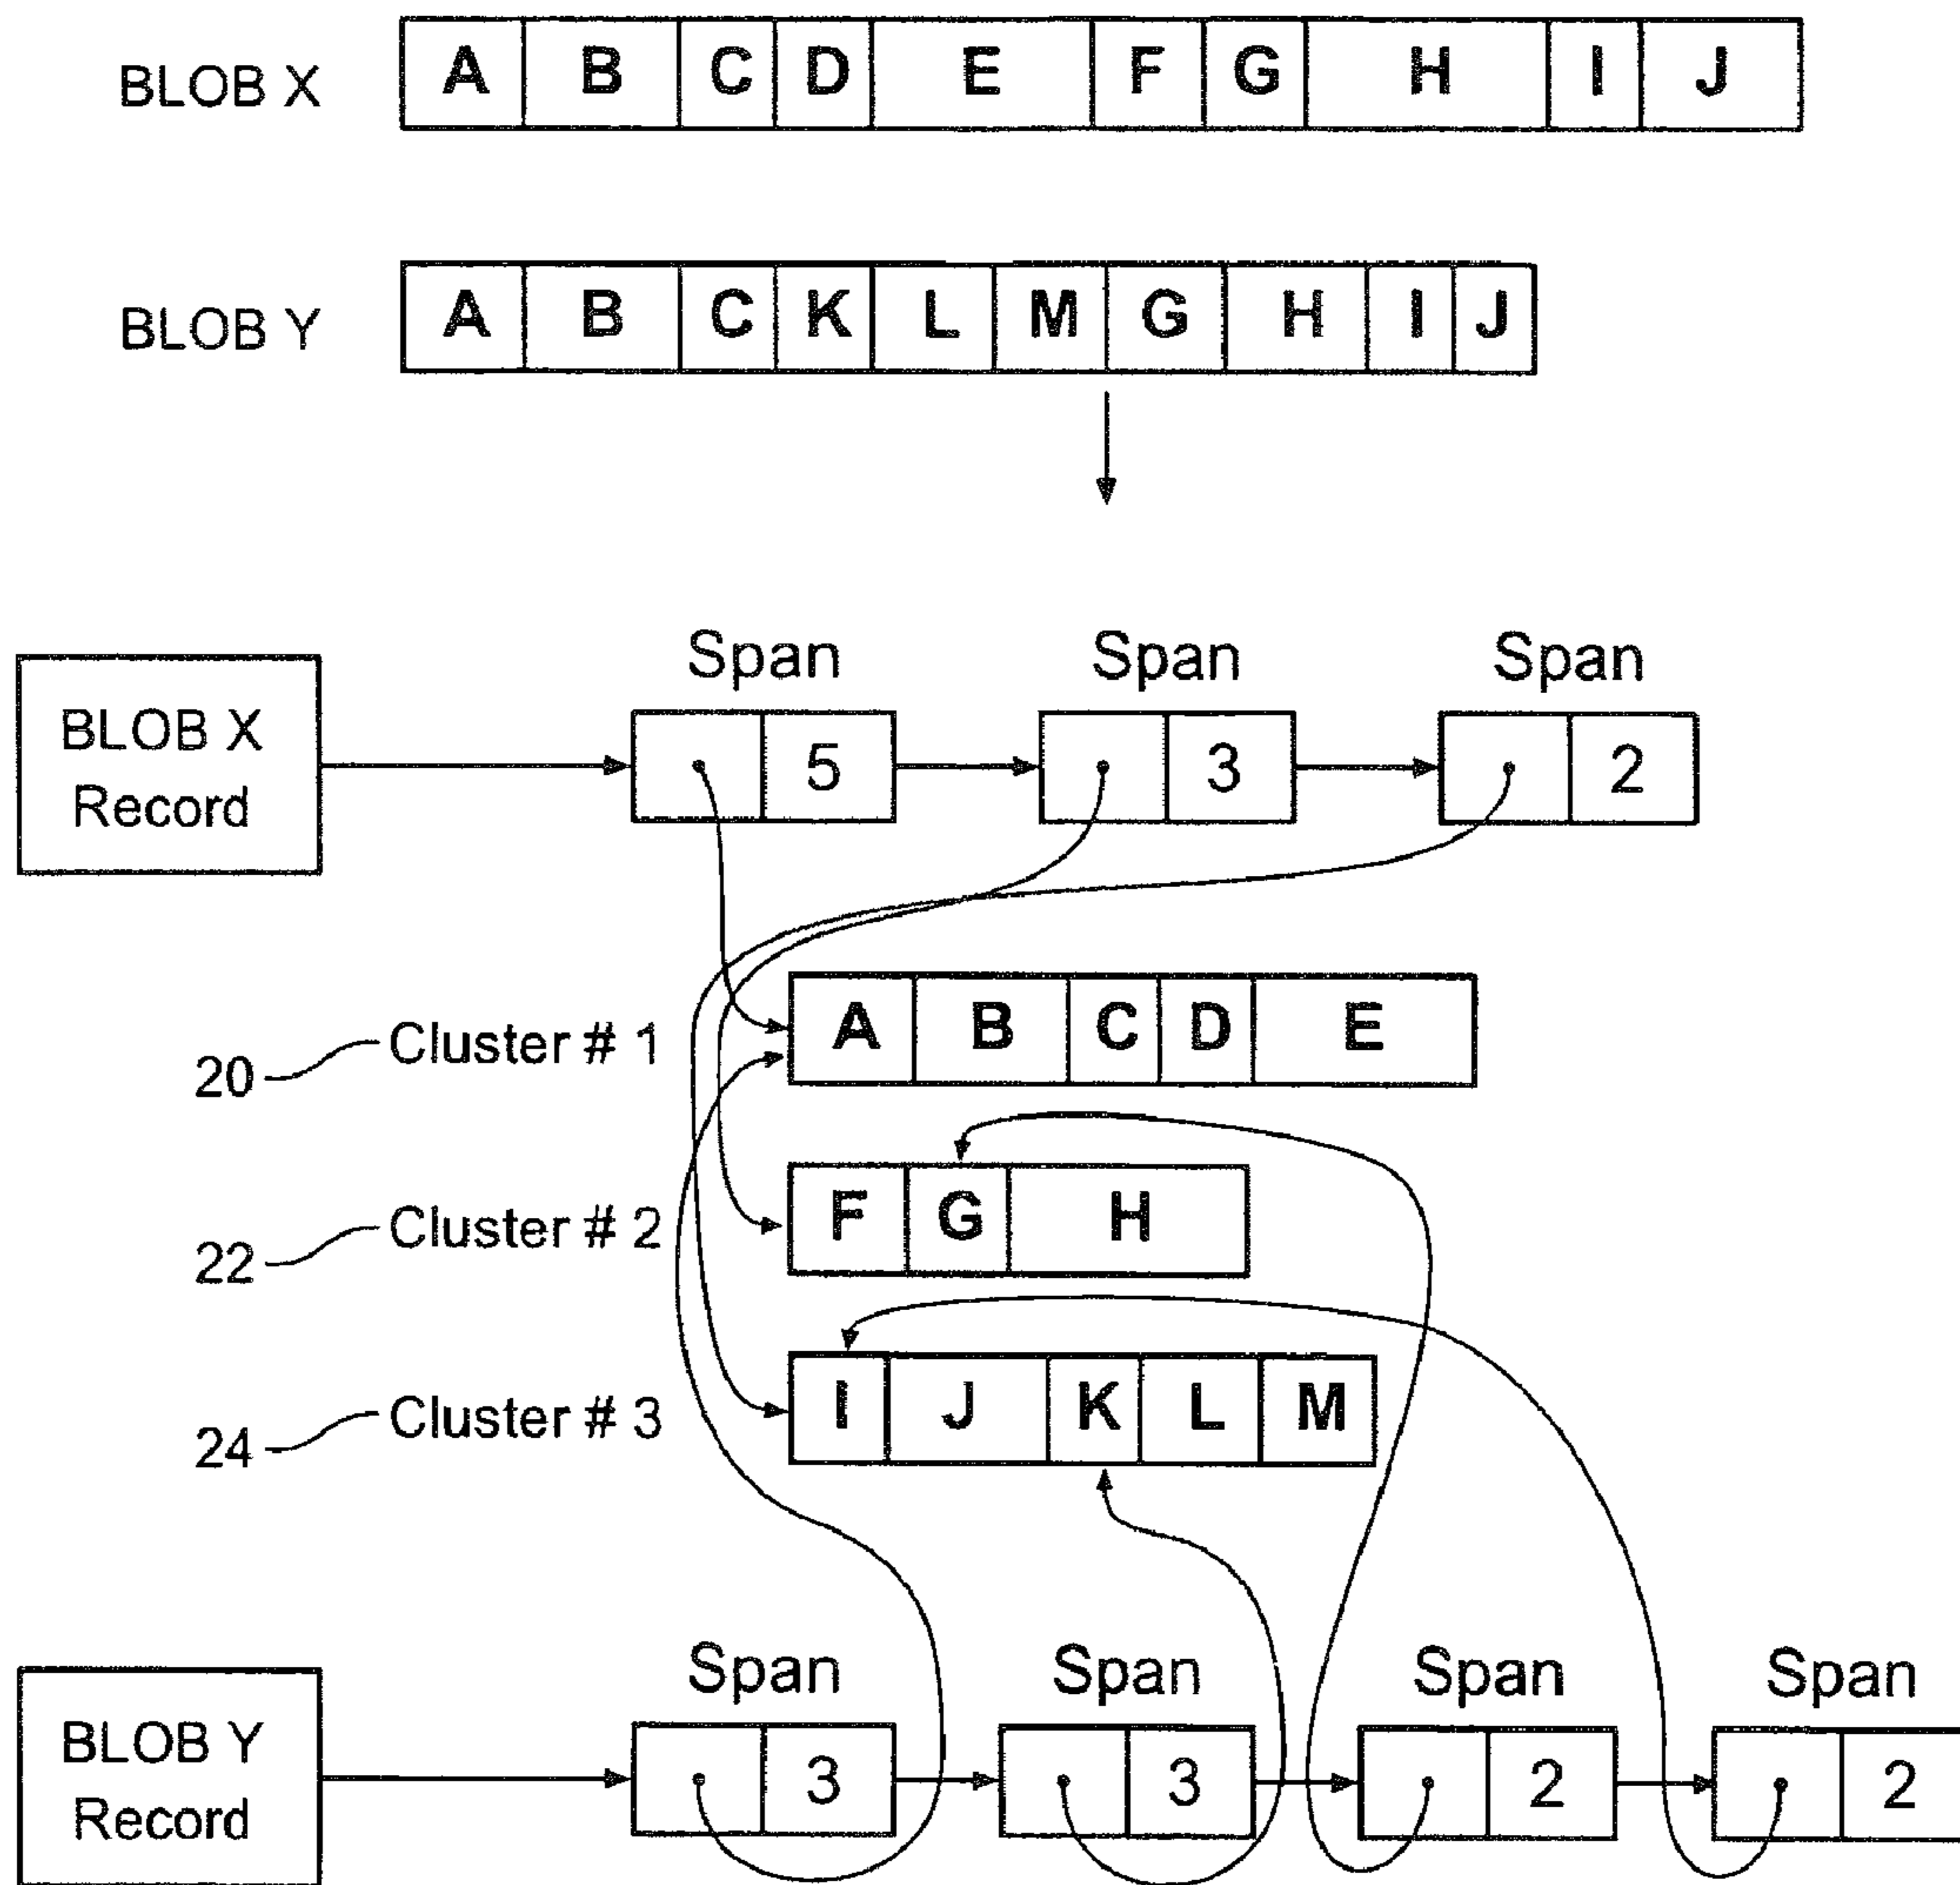 BLOB X A B C D E F G H I J
BLOB Y A B C K L M G H I J
Span Span Span
BLOB X
Record
5 3 2
20 Cluster # 1 A B C D E
22 Cluster # 2 F G H
24 Cluster # 3 I J K L M
Span Span Span Span
BLOB Y
Record
3 3 2 2